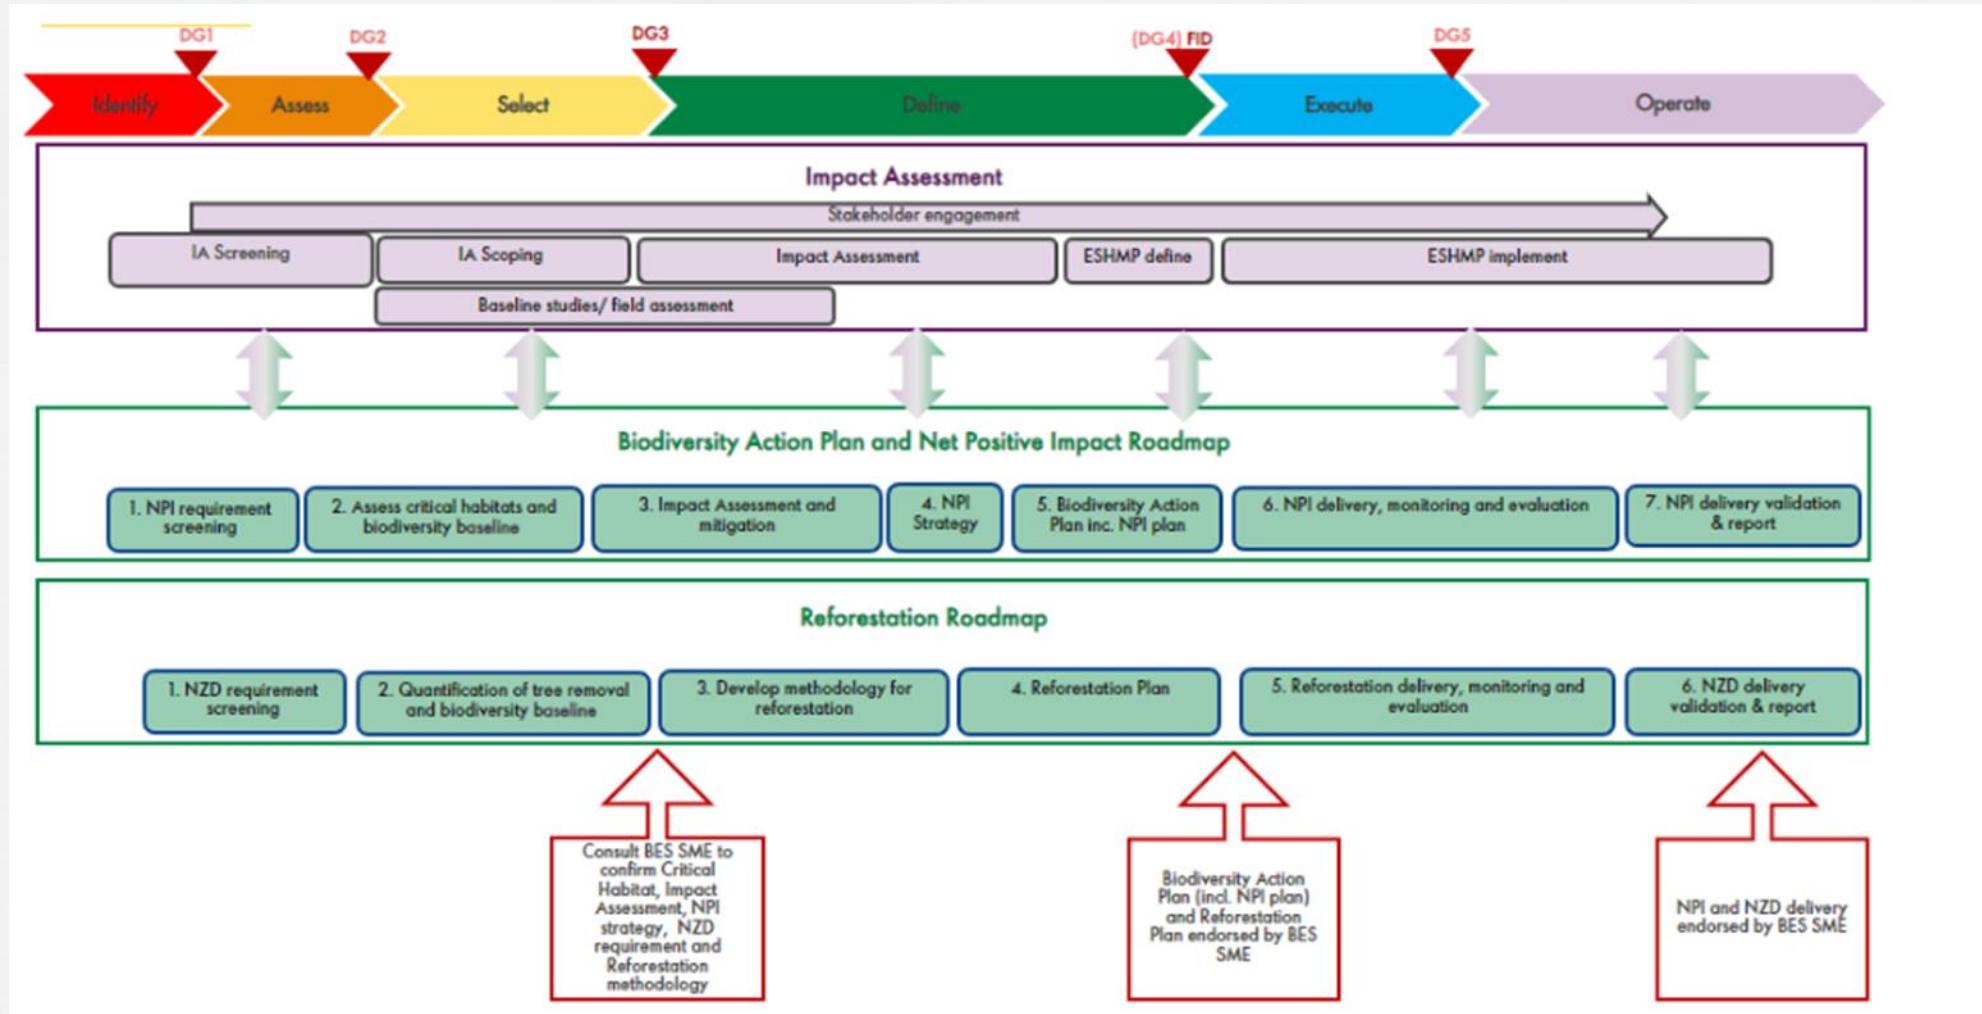 DG1
DG2
DG3
(DG4) FID
DG5
Identify
Assess
Select
Define
Execute
Operate
Impact Assessment
Stakeholder engagement
IA Screening
IA Scoping
Impact Assessment
ESHMP define
ESHMP implement
Baseline studies/ field assessment
Biodiversity Action Plan and Net Positive Impact Roadmap
1. NPI requirement
screening
2. Assess critical habitats and
biodiversity baseline
3. Impact Assessment and
mitigation
4. NPI
Strategy
5. Biodiversity Action
Plan inc. NPI plan
6. NPI delivery, monitoring and evaluation
7. NPI delivery validation
& report
Reforestation Roadmap
1. NZD requirement
screening
2. Quantification of tree removal
and biodiversity baseline
3. Develop methodology for
reforestation
4. Reforestation Plan
5. Reforestation delivery, monitoring and
evaluation
6. NZD delivery
validation & report
Consult BES SME to
confirm Critical
Habitat, Impact
Assessment, NPI
strategy, NZD
requirement and
Reforestation
methodology
Biodiversity Action
Plan (incl. NPI plan)
and Reforestation
Plan endorsed by BES
SME
NPI and NZD delivery
endorsed by BES SME